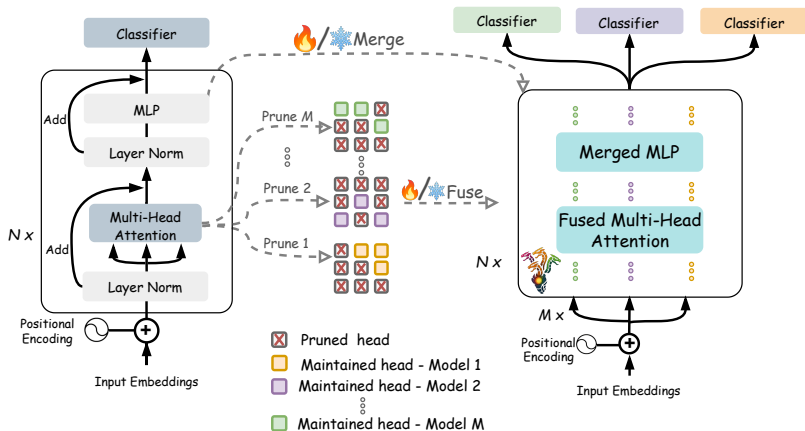 Classifier
MLP
Add
Layer Norm
Multi-Head
Attention
N x
Add
Layer Norm
Positional
Encoding
+
Input Embeddings
/ Merge
Prune M
Prune 2
Prune 1
/ Fuse
Pruned head
Maintained head - Model 1
Maintained head - Model 2
Maintained head - Model M
Classifier
Classifier
Classifier
Merged MLP
Fused Multi-Head
Attention
N x
M x
Positional
Encoding
+
Input Embeddings